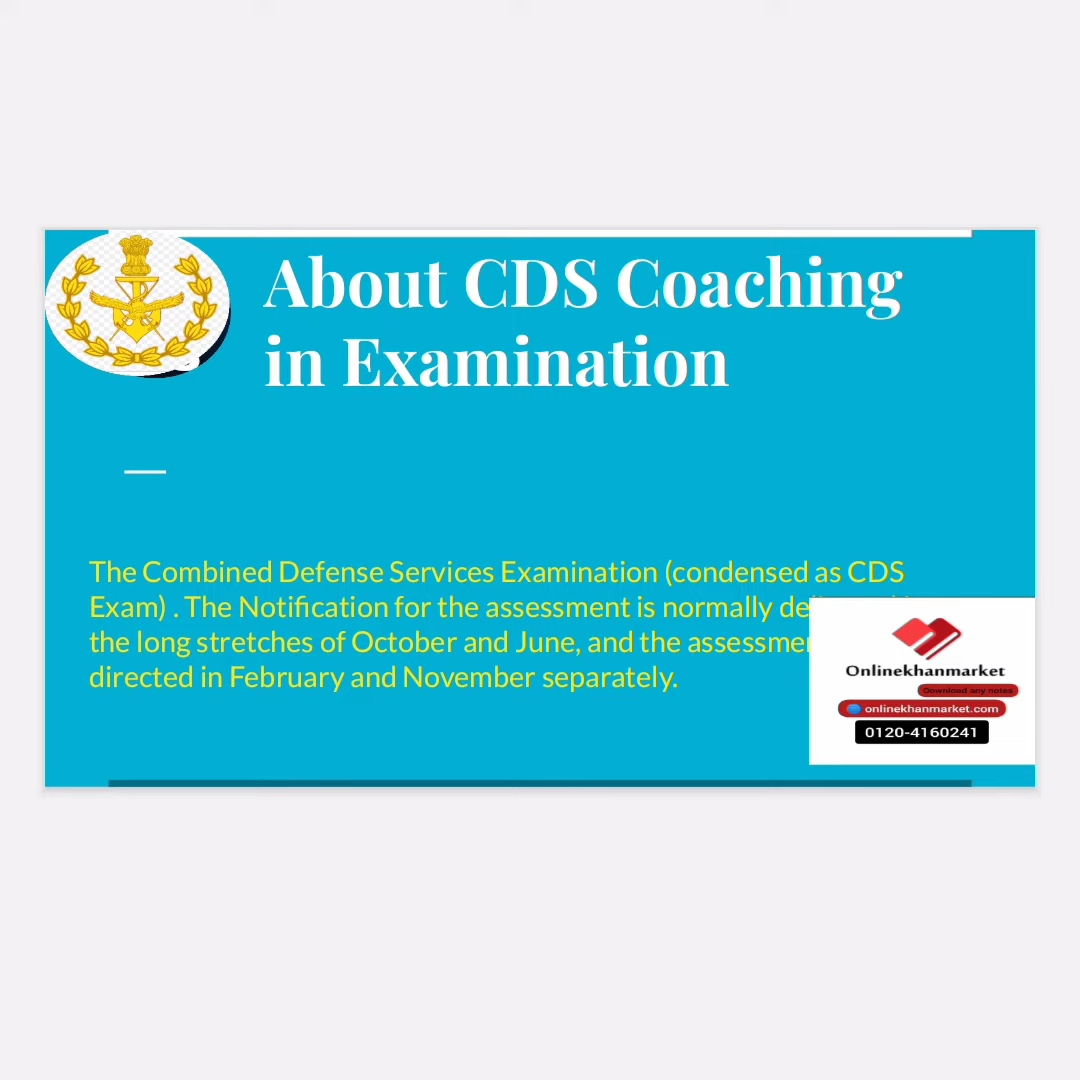 About CDS Coaching
in Examination
The Combined Defense Services Examination (condensed as CDS
Exam) . The Notification for the assessment is normally
the long stretches of October and June, and the
directed in February and November separately.
Onlinekhanmarket
Download any notes
onlinekhanmarket.com
0120-4160241